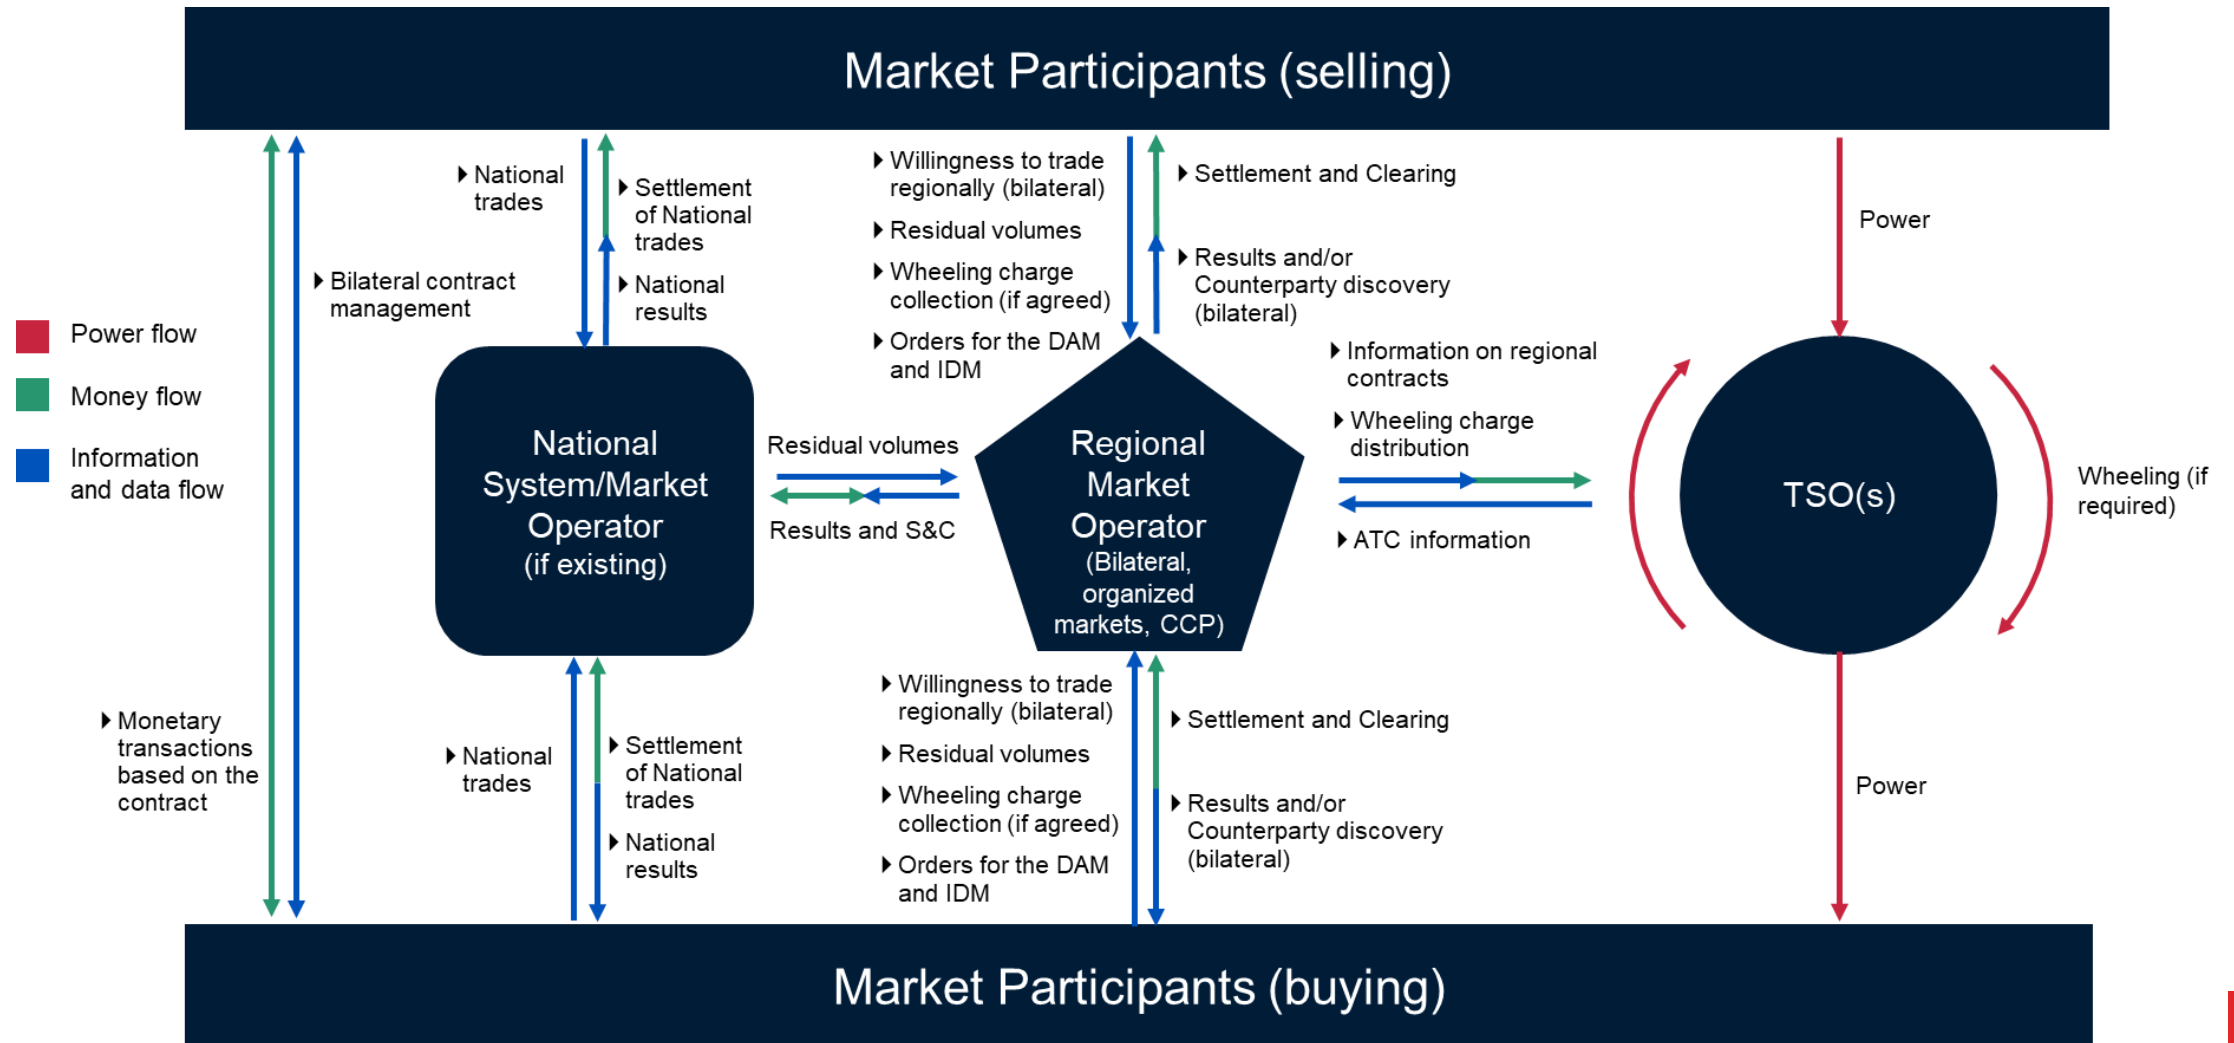 Market Participants (selling)
National
trades
Settlement
of National
trades
National
results
Willingness to trade
regionally (bilateral)
Residual volumes
Wheeling charge
collection (if agreed)
Orders for the DAM
and IDM
Settlement and Clearing
Results and/or
Counterparty discovery
(bilateral)
Power
Bilateral contract
management
Power flow
Money flow
Information
and data flow
National
System/Market
Operator
(if existing)
Residual volumes
Results and S&C
Regional
Market
Operator
(Bilateral,
organized
markets, CCP)
Information on regional
contracts
Wheeling charge
distribution
ATC information
TSO(s)
Wheeling (if
required)
Monetary
transactions
based on the
contract
National
trades
Settlement
of National
trades
National
results
Willingness to trade
regionally (bilateral)
Residual volumes
Wheeling charge
collection (if agreed)
Orders for the DAM
and IDM
Settlement and Clearing
Results and/or
Counterparty discovery
(bilateral)
Power
Market Participants (buying)